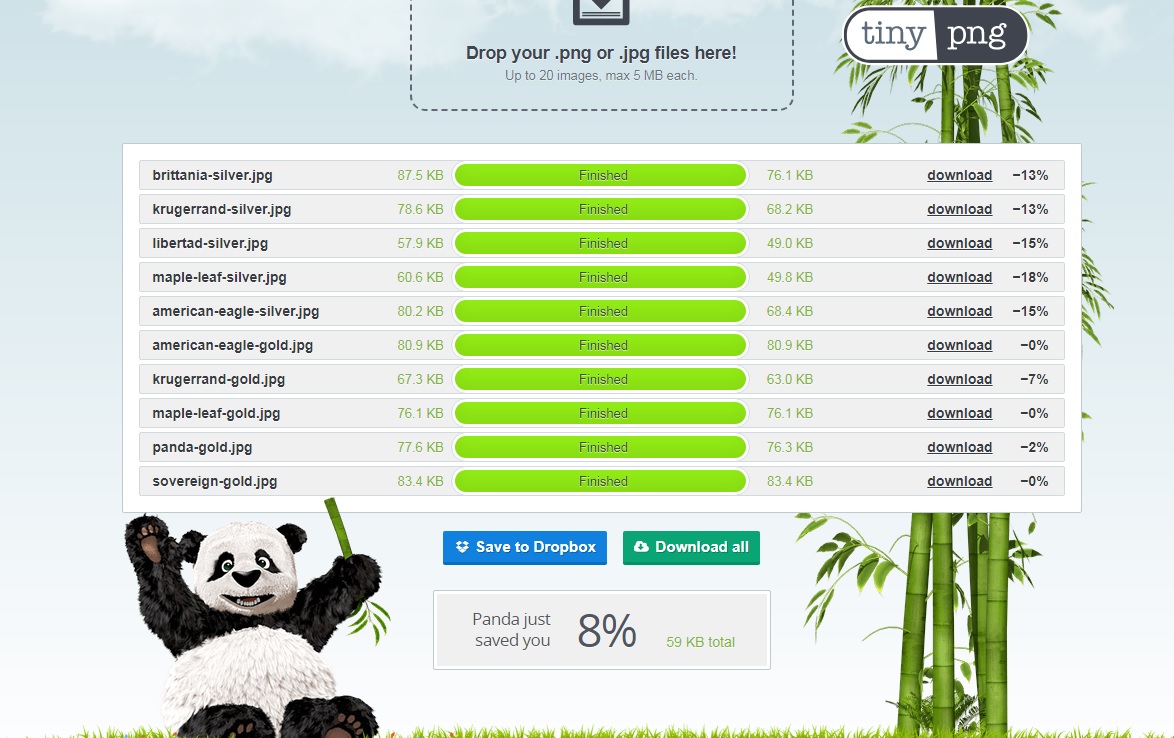 tiny png
Drop your .png or .jpg files here!
Up to 20 images, max 5 MB each.
brittania-silver.jpg 87.5 KB Finished 76.1 KB download −13%
krugerrand-silver.jpg 78.6 KB Finished 68.2 KB download −13%
libertad-silver.jpg 57.9 KB Finished 49.0 KB download −15%
maple-leaf-silver.jpg 60.6 KB Finished 49.8 KB download −18%
american-eagle-silver.jpg 80.2 KB Finished 68.4 KB download −15%
american-eagle-gold.jpg 80.9 KB Finished 80.9 KB download −0%
krugerrand-gold.jpg 67.3 KB Finished 63.0 KB download −7%
maple-leaf-gold.jpg 76.1 KB Finished 76.1 KB download −0%
panda-gold.jpg 77.6 KB Finished 76.3 KB download −2%
sovereign-gold.jpg 83.4 KB Finished 83.4 KB download −0%
Save to Dropbox Download all
Panda just
saved you 8% 59 KB total